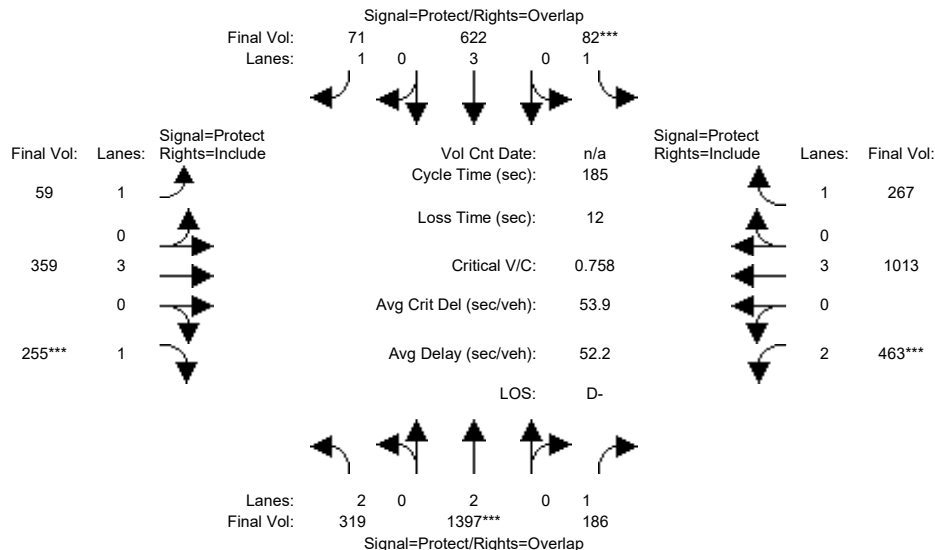 Signal=Protect/Rights=Overlap
Final Vol: 71 622 82***
Lanes: 1 0 3 0 1
Signal=Protect Signal=Protect
Final Vol: Lanes: Rights=Include Vol Cnt Date: n/a Rights=Include Lanes: Final Vol:
Cycle Time (sec): 185
59 1 1 267
Loss Time (sec): 12
0 0
359 3 Critical V/C: 0.758 3 1013
0 Avg Crit Del (sec/veh): 53.9 0
255*** 1 Avg Delay (sec/veh): 52.2 2 463***
LOS: D-
Lanes: 2 0 2 0 1
Final Vol: 319 1397*** 186
Signal=Protect/Rights=Overlap